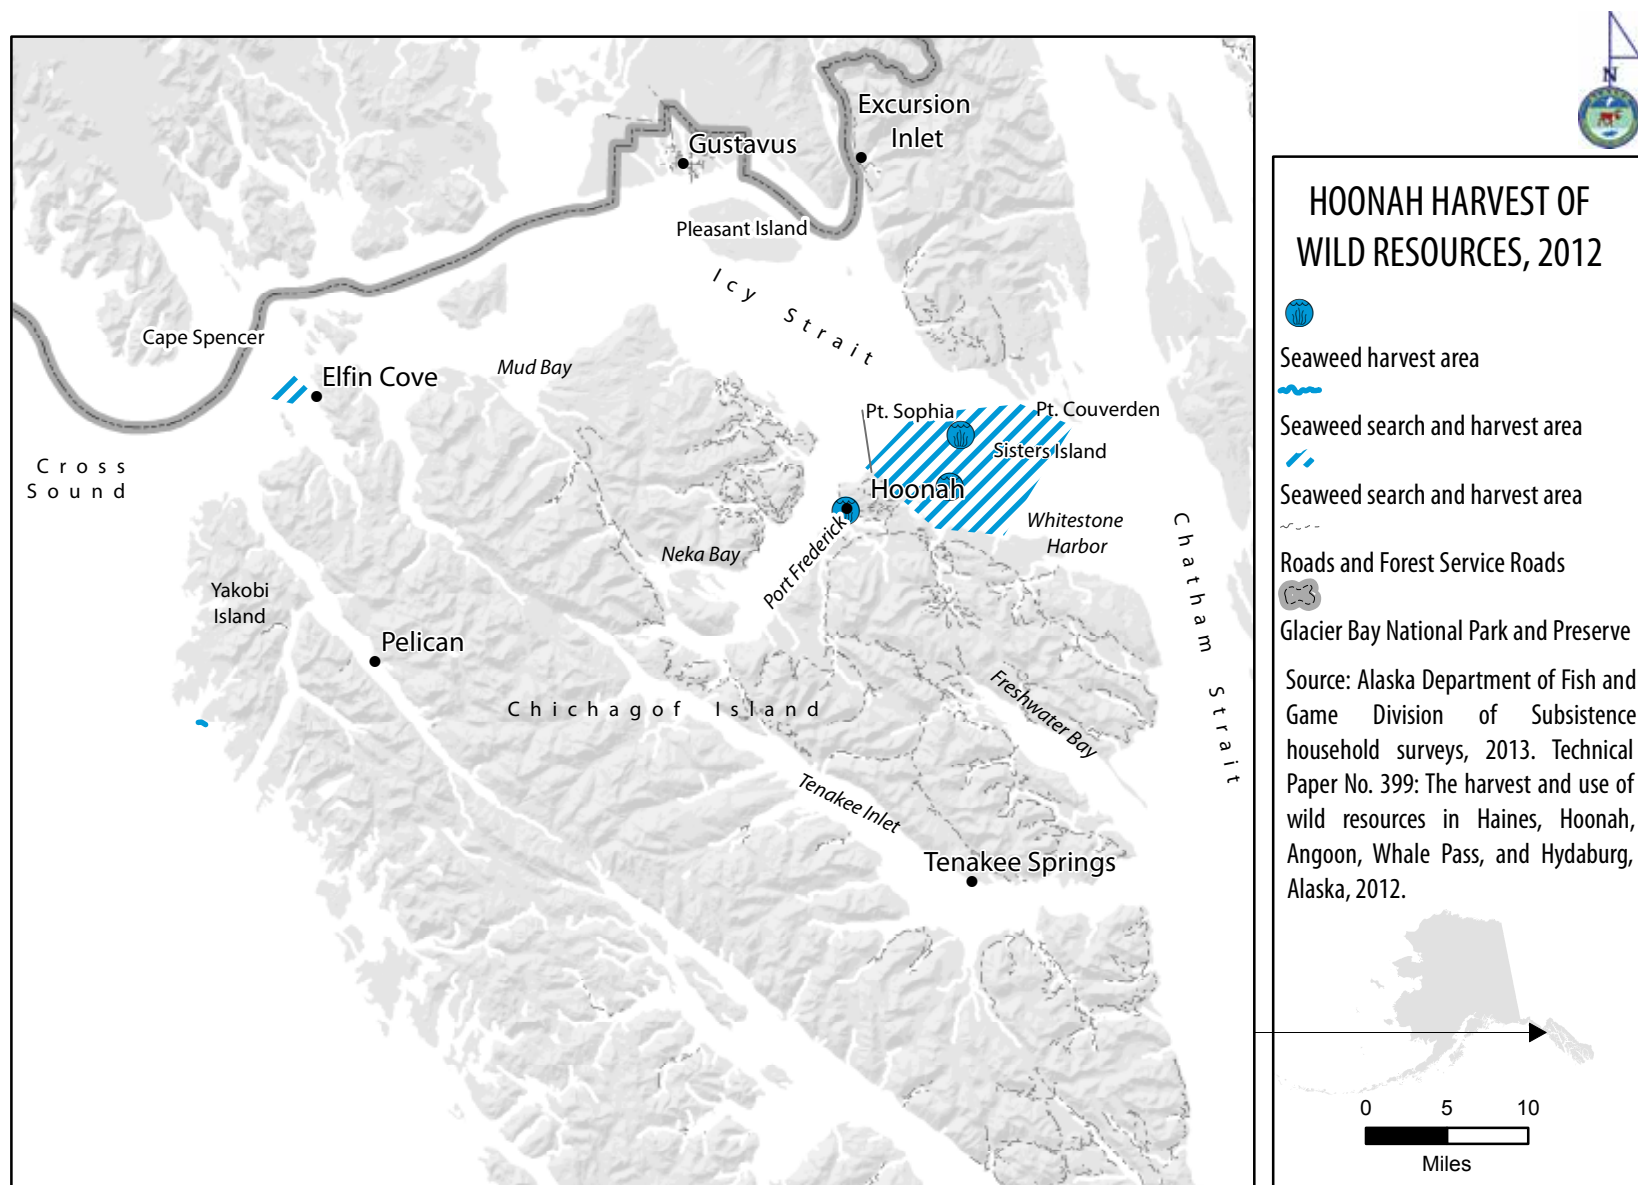 N
Excursion
Inlet
Gustavus
Pleasant Island
Icy Strait
Cape Spencer
Elfin Cove
Mud Bay
Pt. Sophia
Pt. Couverden
Sisters Island
Cross
Sound
Hoonah
Whitestone
Harbor
Neka Bay
Port Frederick
Chatham Strait
Yakobi
Island
Pelican
Chichagof Island
Freshwater Bay
Tenakee Inlet
Tenakee Springs
HOONAH HARVEST OF
WILD RESOURCES, 2012
Seaweed harvest area
Seaweed search and harvest area
Seaweed search and harvest area
Roads and Forest Service Roads
Glacier Bay National Park and Preserve
Source: Alaska Department of Fish and
Game Division of Subsistence
household surveys, 2013. Technical
Paper No. 399: The harvest and use of
wild resources in Haines, Hoonah,
Angoon, Whale Pass, and Hydaburg,
Alaska, 2012.
0 5 10
Miles